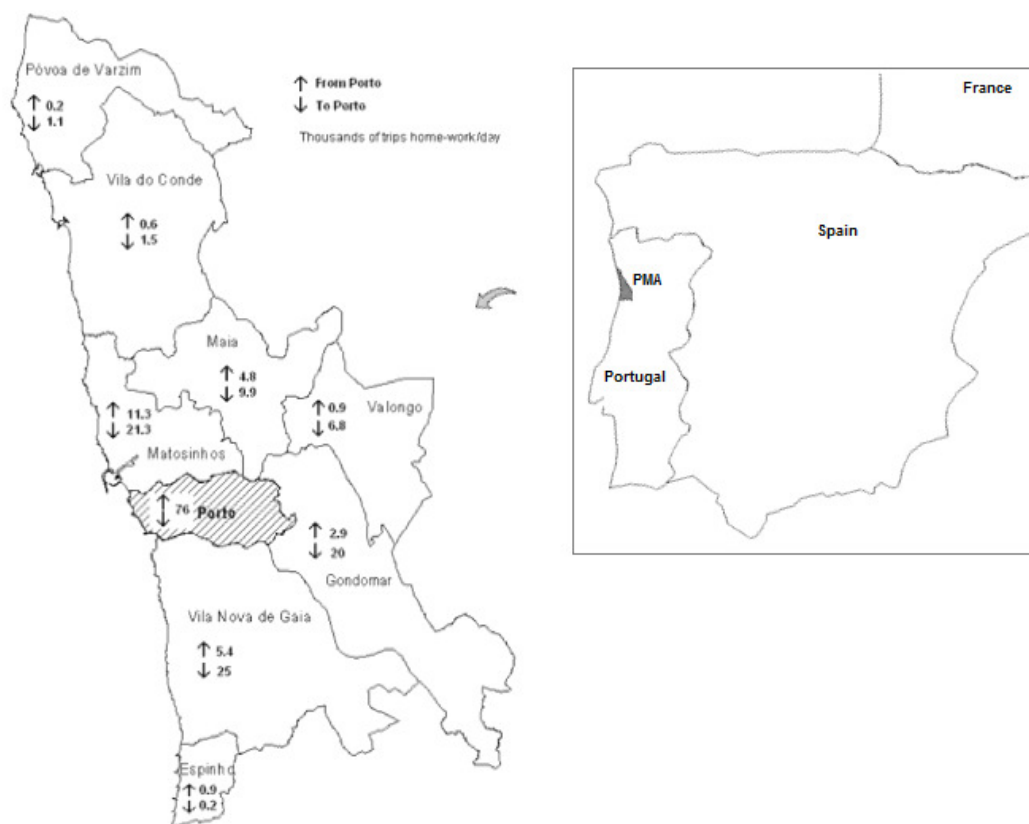 Póvoa de Varzim
0.2
1.1
From Porto
To Porto
Thousands of trips home-work/day
Vila do Conde
0.6
1.5
Maia
4.8
9.9
Valongo
0.9
6.8
11.3
21.3
Matosinhos
76 Porto
2.9
20
Gondomar
Vila Nova de Gaia
5.4
25
Espinho
0.9
0.2
France
Spain
PMA
Portugal